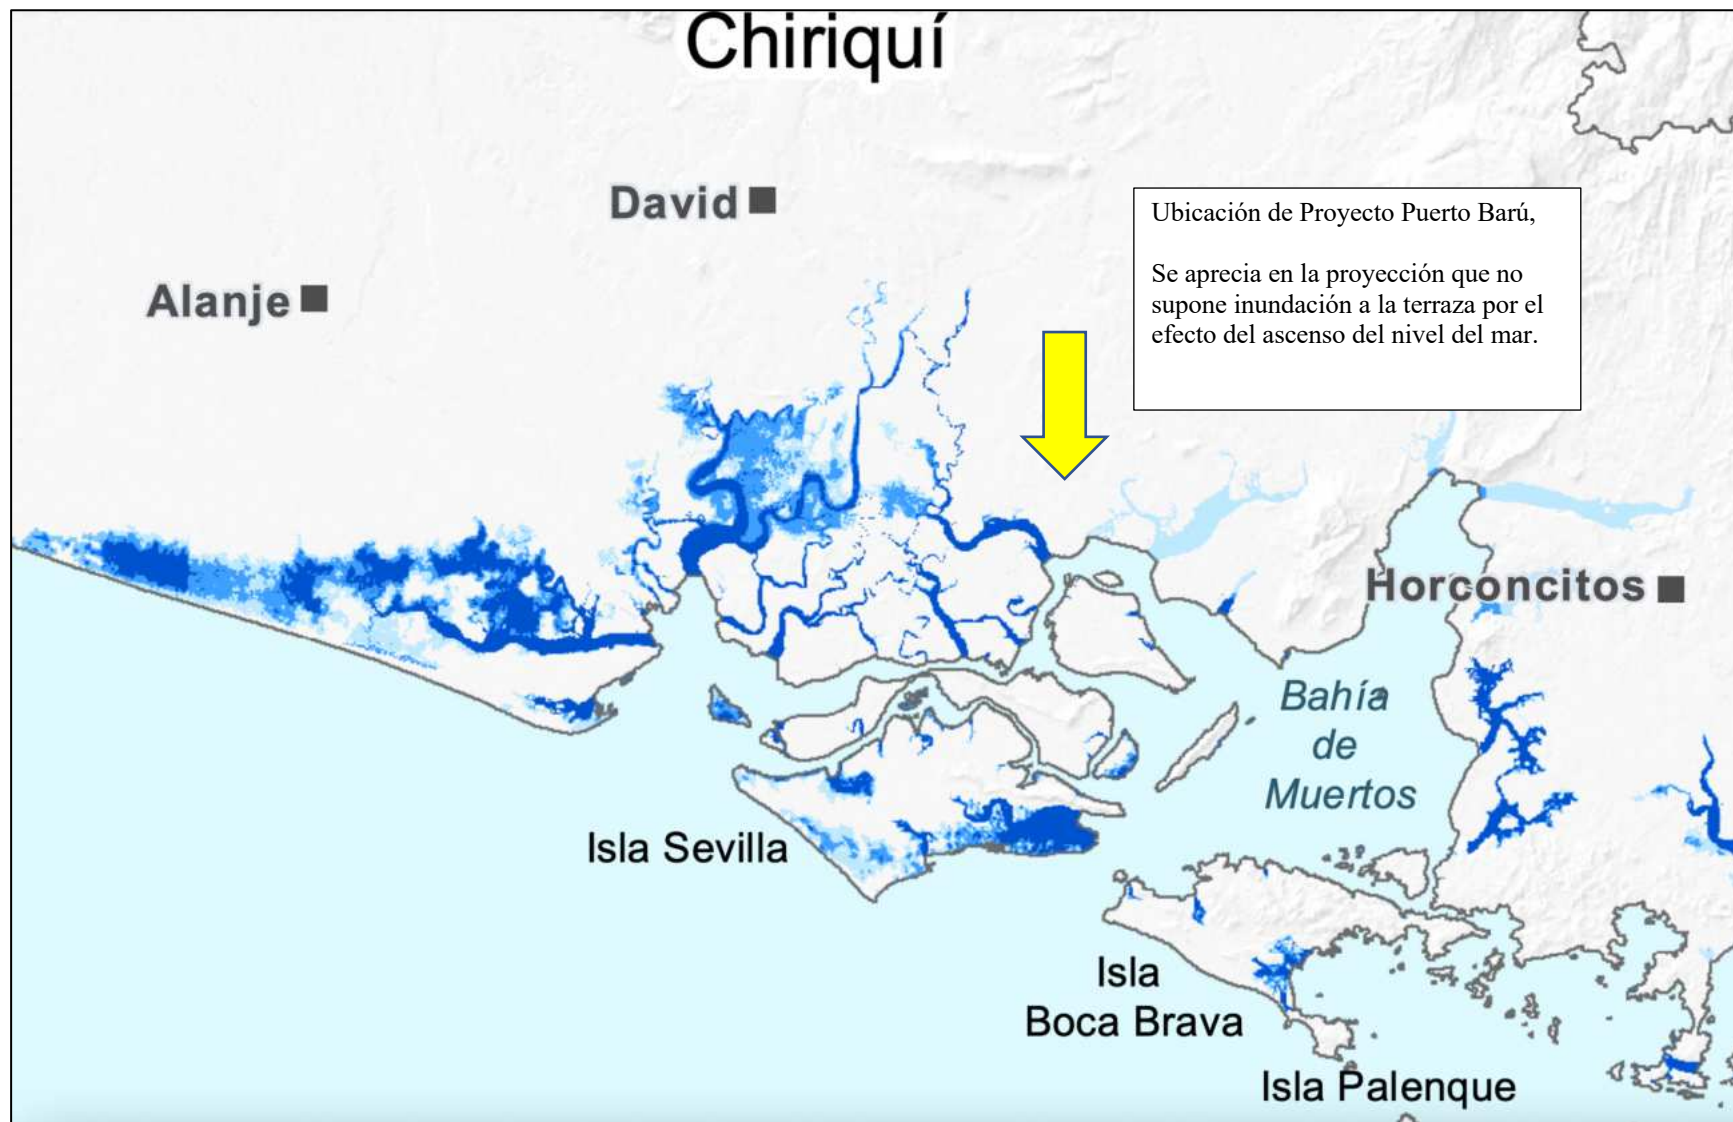 Chiriquí
David
Ubicación de Proyecto Puerto Barú,
Se aprecia en la proyección que no
supone inundación a la terraza por el
efecto del ascenso del nivel del mar.
Alanje
Horconcitos
Bahía
de
Muertos
Isla Sevilla
Isla
Boca Brava
Isla Palenque